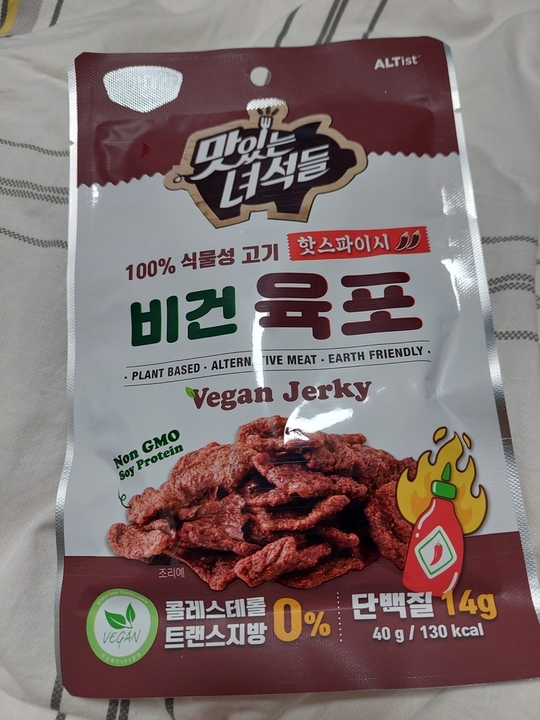 ALTist
맛있는
녀석들
100% 식물성 고기 핫스파이시
비건 육포
· PLANT BASED · ALTERNATIVE MEAT · EARTH FRIENDLY ·
Vegan Jerky
Non GMO
Soy Protein
조리예
VEGAN
CERTIFIED
콜레스테롤
트랜스지방 0%
단백질 14g
40 g / 130 kcal